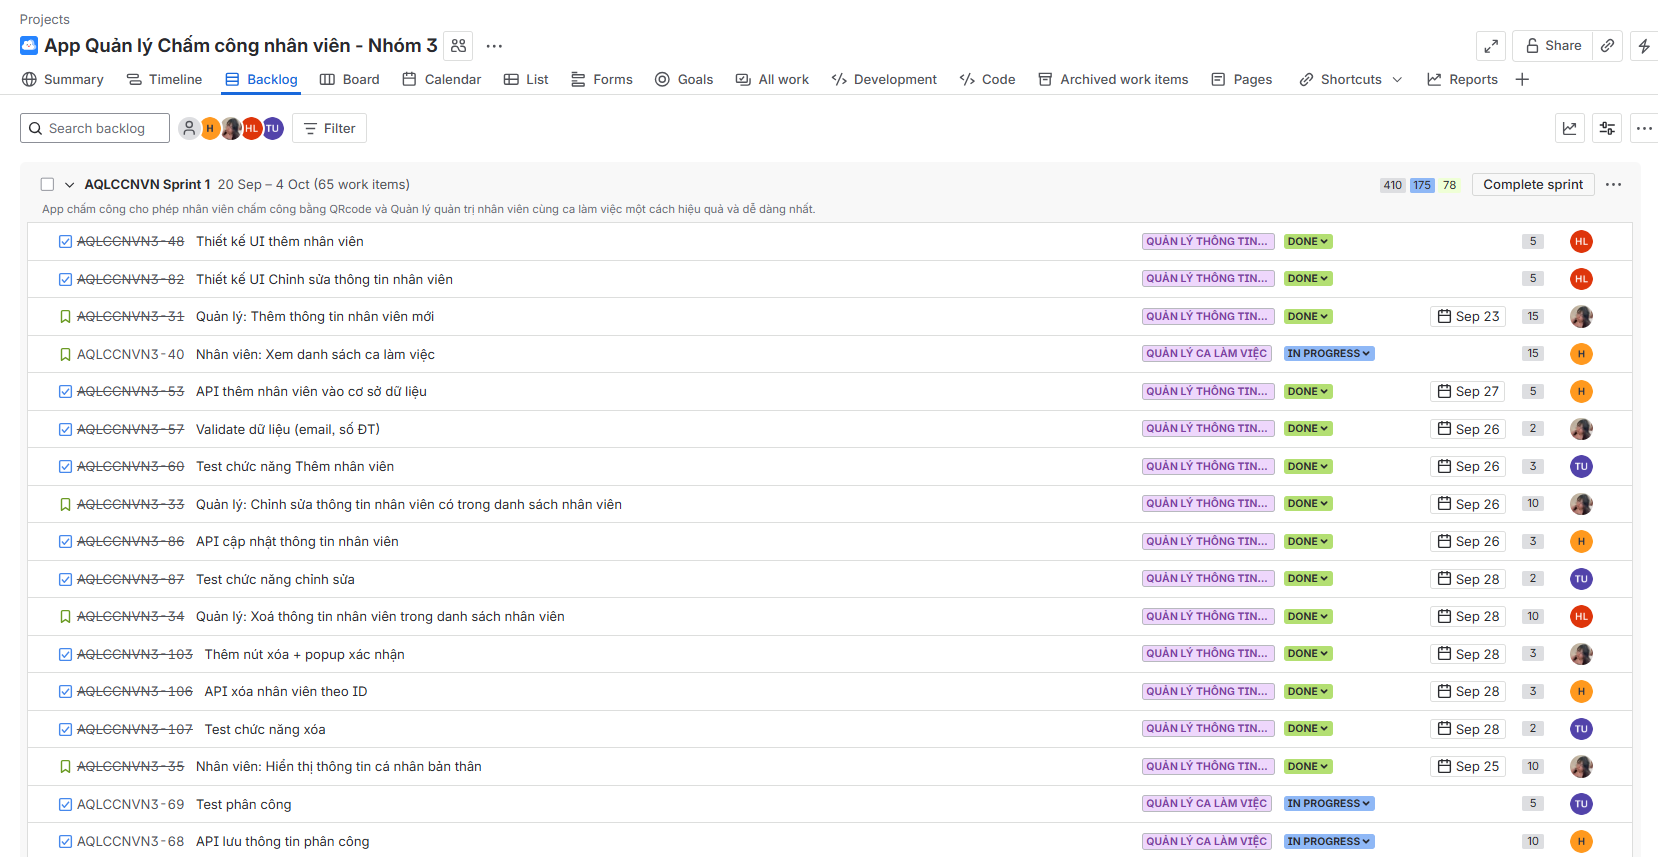 Projects
App Quản lý Chấm công nhân viên - Nhóm 3
Share
Summary Timeline Backlog Board Calendar List Forms Goals All work Development Code Archived work items Pages Shortcuts Reports
Search backlog H HL TU Filter
AQLCCNVN Sprint 1 20 Sep – 4 Oct (65 work items) 410 175 78 Complete sprint
App chấm công cho phép nhân viên chấm công bằng QRcode và Quản lý quản trị nhân viên cùng ca làm việc một cách hiệu quả và dễ dàng nhất.
AQLCCNVN3-48 Thiết kế UI thêm nhân viên QUẢN LÝ THÔNG TIN... DONE 5 HL
AQLCCNVN3-82 Thiết kế UI Chỉnh sửa thông tin nhân viên QUẢN LÝ THÔNG TIN... DONE 5 HL
AQLCCNVN3-31 Quản lý: Thêm thông tin nhân viên mới QUẢN LÝ THÔNG TIN... DONE Sep 23 15
AQLCCNVN3-40 Nhân viên: Xem danh sách ca làm việc QUẢN LÝ CA LÀM VIỆC IN PROGRESS 15 H
AQLCCNVN3-53 API thêm nhân viên vào cơ sở dữ liệu QUẢN LÝ THÔNG TIN... DONE Sep 27 5 H
AQLCCNVN3-57 Validate dữ liệu (email, số ĐT) QUẢN LÝ THÔNG TIN... DONE Sep 26 2
AQLCCNVN3-60 Test chức năng Thêm nhân viên QUẢN LÝ THÔNG TIN... DONE Sep 26 3 TU
AQLCCNVN3-33 Quản lý: Chỉnh sửa thông tin nhân viên có trong danh sách nhân viên QUẢN LÝ THÔNG TIN... DONE Sep 26 10
AQLCCNVN3-86 API cập nhật thông tin nhân viên QUẢN LÝ THÔNG TIN... DONE Sep 26 3 H
AQLCCNVN3-87 Test chức năng chỉnh sửa QUẢN LÝ THÔNG TIN... DONE Sep 28 2 TU
AQLCCNVN3-34 Quản lý: Xoá thông tin nhân viên trong danh sách nhân viên QUẢN LÝ THÔNG TIN... DONE Sep 28 10 HL
AQLCCNVN3-103 Thêm nút xóa + popup xác nhận QUẢN LÝ THÔNG TIN... DONE Sep 28 3
AQLCCNVN3-106 API xóa nhân viên theo ID QUẢN LÝ THÔNG TIN... DONE Sep 28 3 H
AQLCCNVN3-107 Test chức năng xóa QUẢN LÝ THÔNG TIN... DONE Sep 28 2 TU
AQLCCNVN3-35 Nhân viên: Hiển thị thông tin cá nhân bản thân QUẢN LÝ THÔNG TIN... DONE Sep 25 10
AQLCCNVN3-69 Test phân công QUẢN LÝ CA LÀM VIỆC IN PROGRESS 5 TU
AQLCCNVN3-68 API lưu thông tin phân công QUẢN LÝ CA LÀM VIỆC IN PROGRESS 10 H